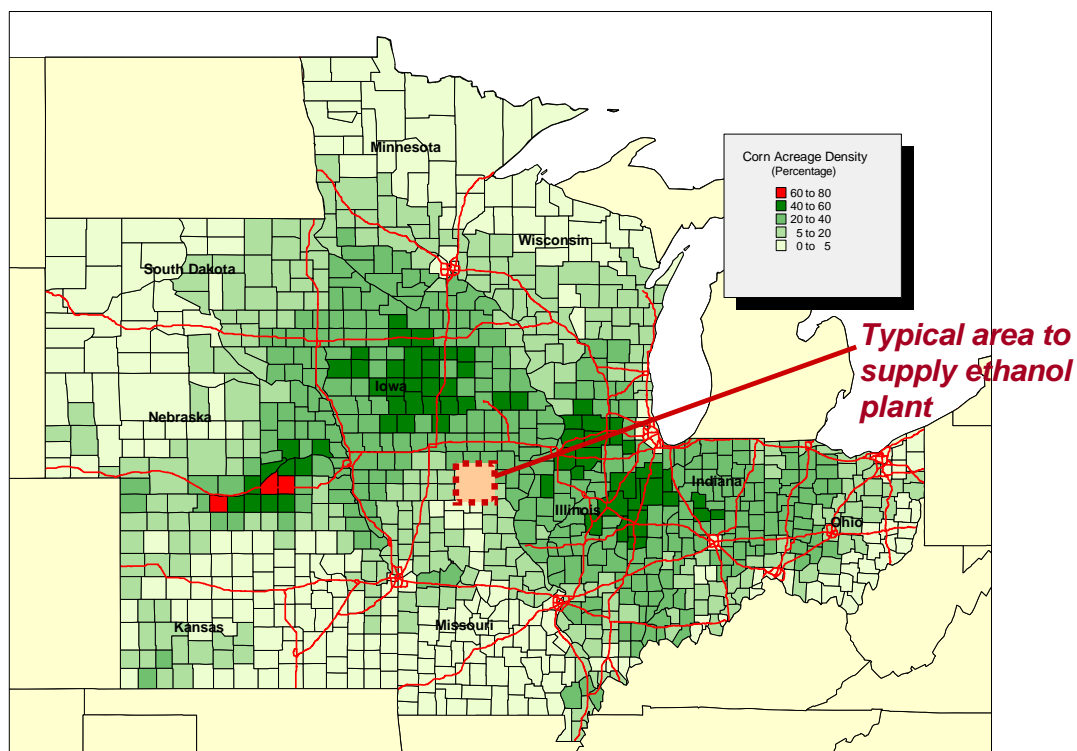 Minnesota
Corn Acreage Density
(Percentage)
60 to 80
40 to 60
20 to 40
5 to 20
0 to 5
Wisconsin
South Dakota
Typical area to
supply ethanol
plant
Iowa
Nebraska
Indiana
Illinois
Ohio
Kansas
Missouri